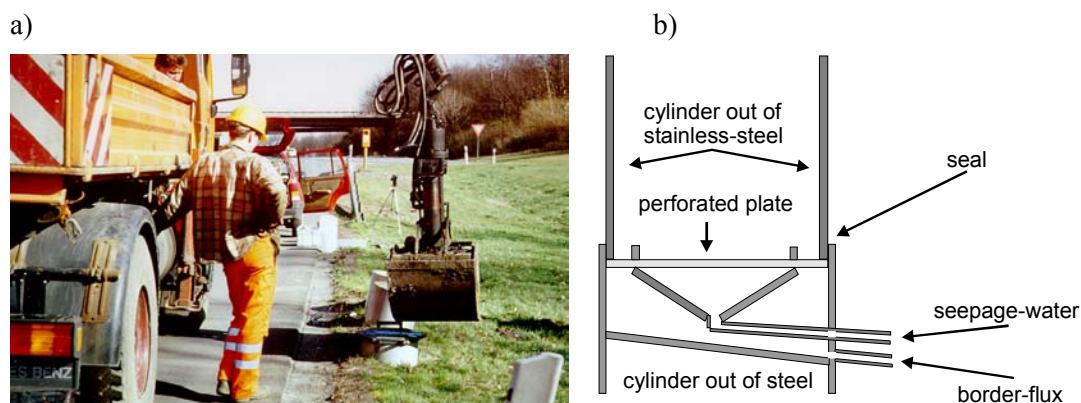 a)
b)
ES BENZ
cylinder out of
stainless-steel
seal
perforated plate
seepage-water
cylinder out of steel
border-flux